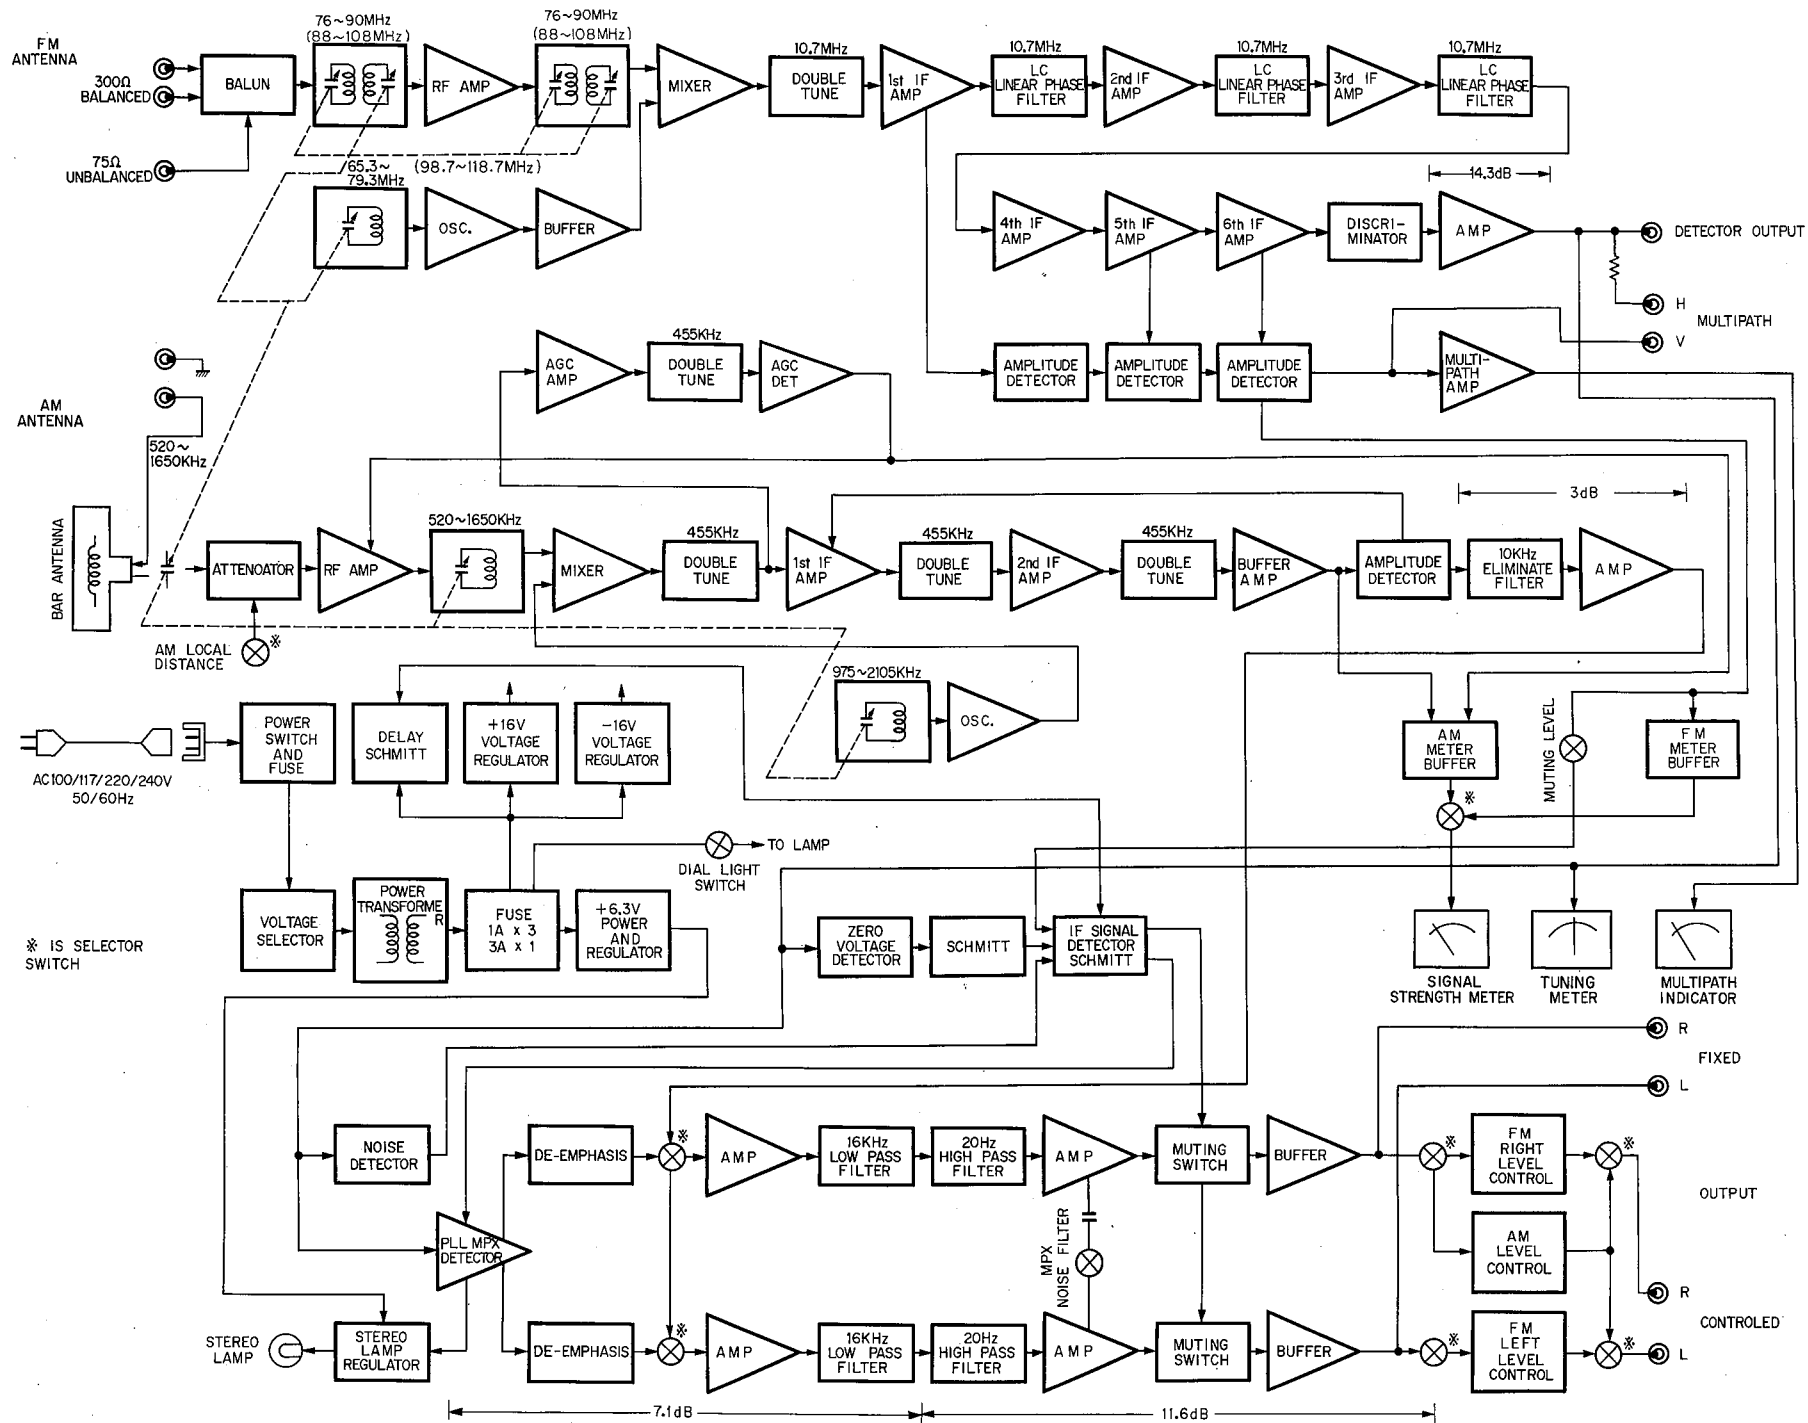 FM
ANTENNA
300Ω
BALANCED
75Ω
UNBALANCED
BALUN
76~90MHz
(88~108MHz)
RF AMP
76~90MHz
(88~108MHz)
MIXER
10.7MHz
DOUBLE
TUNE
1st IF
AMP
10.7MHz
LC
LINEAR PHASE
FILTER
2nd IF
AMP
10.7MHz
LC
LINEAR PHASE
FILTER
3rd IF
AMP
10.7MHz
LC
LINEAR PHASE
FILTER
65.3~
79.3MHz
(98.7~118.7MHz)
OSC.
BUFFER
4th IF
AMP
5th IF
AMP
6th IF
AMP
DISCRI-
MINATOR
14.3dB
AMP
DETECTOR OUTPUT
H
MULTIPATH
V
AGC
AMP
455KHz
DOUBLE
TUNE
AGC
DET
AMPLITUDE
DETECTOR
AMPLITUDE
DETECTOR
AMPLITUDE
DETECTOR
MULTI-
PATH
AMP
AM
ANTENNA
520~
1650KHz
BAR ANTENNA
ATTENOATOR
RF AMP
520~1650KHz
MIXER
455KHz
DOUBLE
TUNE
1st IF
AMP
455KHz
DOUBLE
TUNE
2nd IF
AMP
455KHz
DOUBLE
TUNE
BUFFER
AMP
AMPLITUDE
DETECTOR
3dB
10KHz
ELIMINATE
FILTER
AMP
AM LOCAL
DISTANCE
※
975~2105KHz
OSC.
AC100/117/220/240V
50/60Hz
POWER
SWITCH
AND
FUSE
DELAY
SCHMITT
+16V
VOLTAGE
REGULATOR
-16V
VOLTAGE
REGULATOR
AM
METER
BUFFER
MUTING LEVEL
FM
METER
BUFFER
※
TO LAMP
DIAL LIGHT
SWITCH
※ IS SELECTOR
SWITCH
VOLTAGE
SELECTOR
POWER
TRANSFORME
R
FUSE
1A x 3
3A x 1
+6.3V
POWER
AND
REGULATOR
ZERO
VOLTAGE
DETECTOR
SCHMITT
IF SIGNAL
DETECTOR
SCHMITT
SIGNAL
STRENGTH METER
TUNING
METER
MULTIPATH
INDICATOR
R
FIXED
L
NOISE
DETECTOR
DE-EMPHASIS
※
AMP
16KHz
LOW PASS
FILTER
20Hz
HIGH PASS
FILTER
AMP
MUTING
SWITCH
BUFFER
※
FM
RIGHT
LEVEL
CONTROL
※
OUTPUT
PLL MPX
DETECTOR
MPX
NOISE FILTER
AM
LEVEL
CONTROL
R
CONTROLED
L
STEREO
LAMP
STEREO
LAMP
REGULATOR
DE-EMPHASIS
※
AMP
16KHz
LOW PASS
FILTER
20Hz
HIGH PASS
FILTER
AMP
MUTING
SWITCH
BUFFER
※
FM
LEFT
LEVEL
CONTROL
※
7.1dB
11.6dB